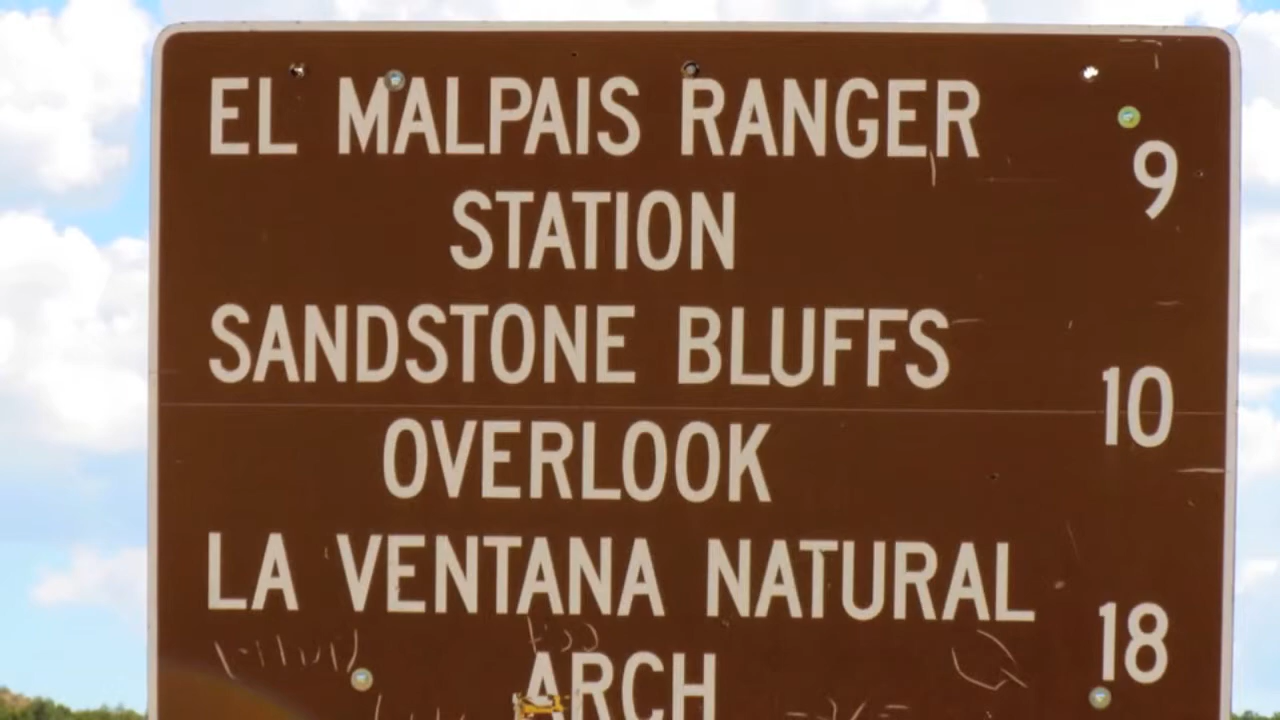 EL MALPAIS RANGER
STATION 9
SANDSTONE BLUFFS
OVERLOOK 10
LA VENTANA NATURAL
ARCH 18